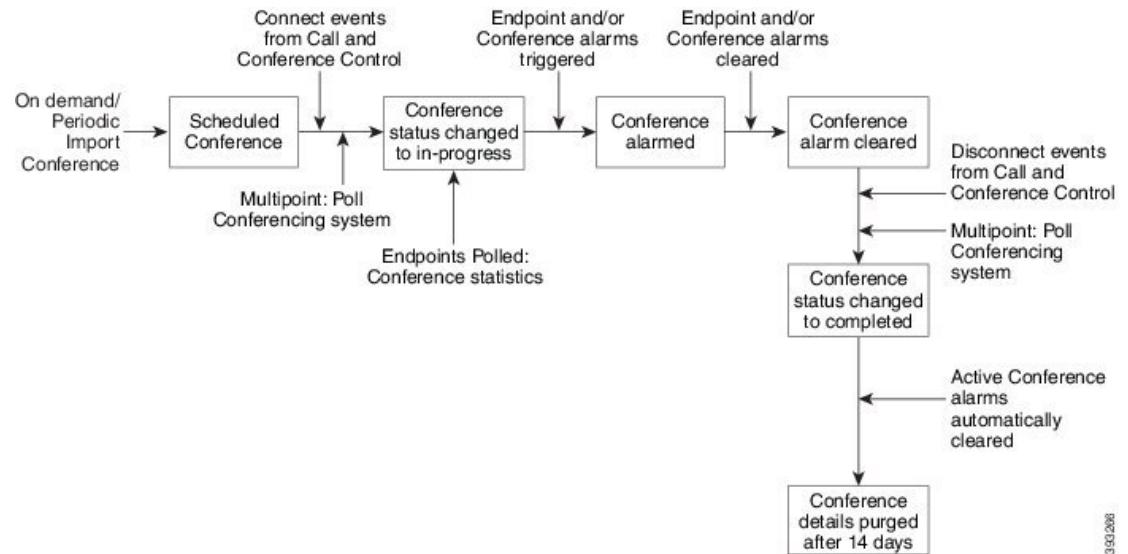 Connect events
from Call and
Conference Control
Endpoint and/or
Conference alarms
triggered
Endpoint and/or
Conference alarms
cleared
On demand/
Periodic
Import
Conference
Scheduled
Conference
Conference
status changed
to in-progress
Conference
alarmed
Conference
alarm cleared
Multipoint: Poll
Conferencing system
Endpoints Polled:
Conference statistics
Disconnect events
from Call and
Conference Control
Multipoint: Poll
Conferencing
system
Conference
status changed
to completed
Active Conference
alarms
automatically
cleared
Conference
details purged
after 14 days
393266